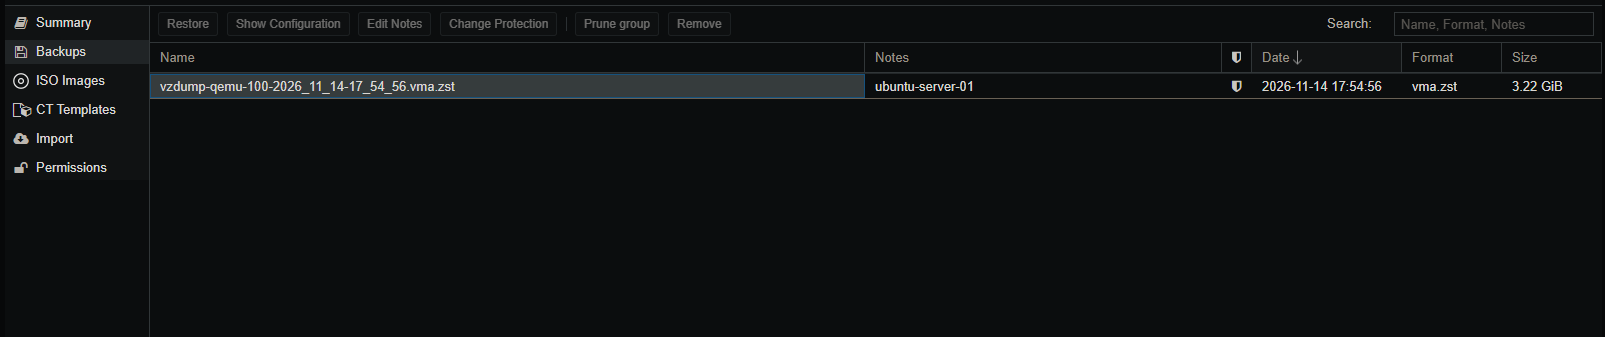 Summary
Backups
ISO Images
CT Templates
Import
Permissions
Restore Show Configuration Edit Notes Change Protection Prune group Remove Search: Name, Format, Notes
Name Notes Date Format Size
vzdump-qemu-100-2026_11_14-17_54_56.vma.zst ubuntu-server-01 2026-11-14 17:54:56 vma.zst 3.22 GiB